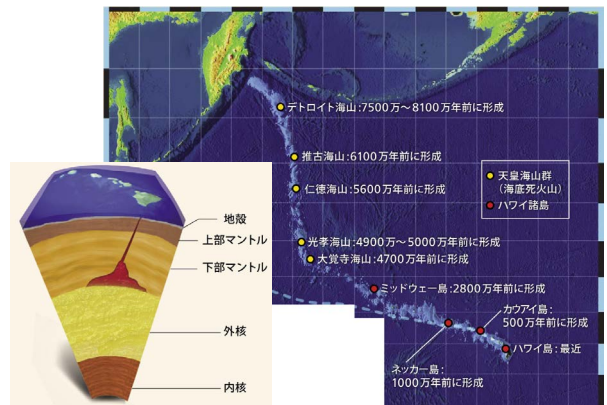 デトロイト海山:7500万〜8100万年前に形成
推古海山:6100万年前に形成
仁徳海山:5600万年前に形成
光孝海山:4900万〜5000万年前に形成
大覚寺海山:4700万年前に形成
ミッドウェー島:2800万年前に形成
カウアイ島:
500万年前に形成
ハワイ島:最近
ネッカー島:
1000万年前に形成
天皇海山群
(海底死火山)
ハワイ諸島
地殻
上部マントル
下部マントル
外核
内核